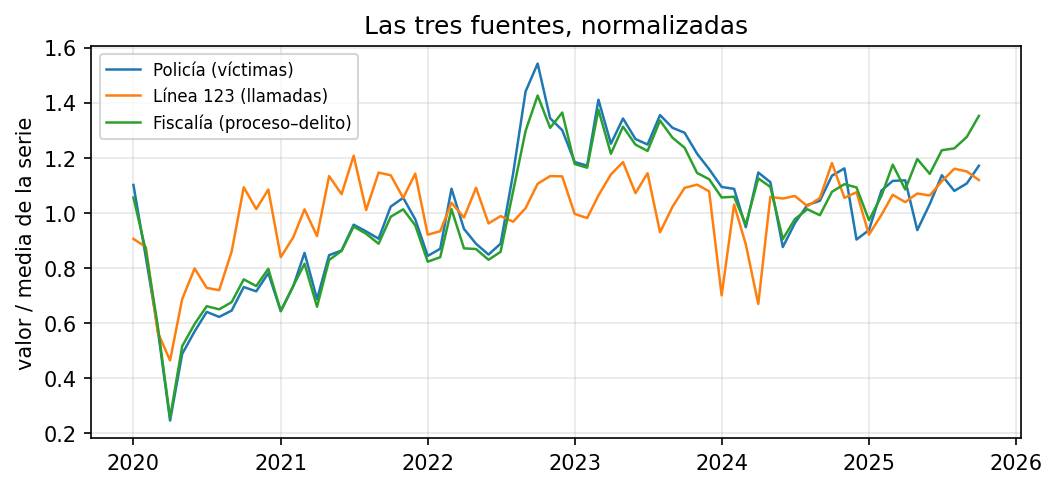 Las tres fuentes, normalizadas
Policía (víctimas)
Línea 123 (llamadas)
Fiscalía (proceso–delito)
valor / media de la serie
1.6
1.4
1.2
1.0
0.8
0.6
0.4
0.2
2020 2021 2022 2023 2024 2025 2026